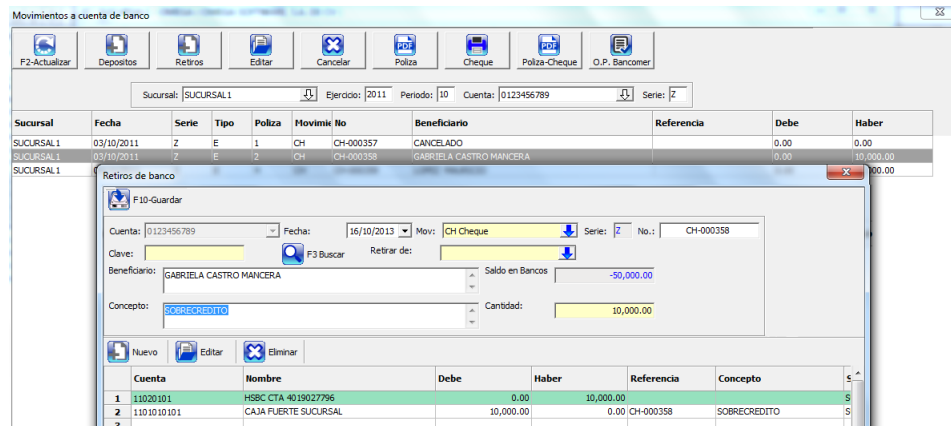 Movimientos a cuenta de banco
F2-Actualizar Depositos Retiros Editar Cancelar Poliza Cheque Poliza-Cheque O.P. Bancomer
Sucursal: SUCURSAL1 Ejercicio: 2011 Periodo: 10 Cuenta: 0123456789 Serie: Z
Sucursal Fecha Serie Tipo Poliza Movimie No Beneficiario Referencia Debe Haber
SUCURSAL1 03/10/2011 Z E 1 CH CH-000357 CANCELADO 0.00 0.00
SUCURSAL1 03/10/2011 Z E 2 CH CH-000358 GABRIELA CASTRO MANCERA 0.00 10,000.00
SUCURSAL1
Retiros de banco
F10-Guardar
Cuenta: 0123456789 Fecha: 16/10/2013 Mov: CH Cheque Serie: Z No.: CH-000358
Clave: F3 Buscar Retirar de:
Beneficiario: GABRIELA CASTRO MANCERA Saldo en Bancos -50,000.00
Concepto: SOBRECREDITO Cantidad: 10,000.00
Nuevo Editar Eliminar
Cuenta Nombre Debe Haber Referencia Concepto
1 11020101 HSBC CTA 4019027796 0.00 10,000.00
2 1101010101 CAJA FUERTE SUCURSAL 10,000.00 0.00 CH-000358 SOBRECREDITO